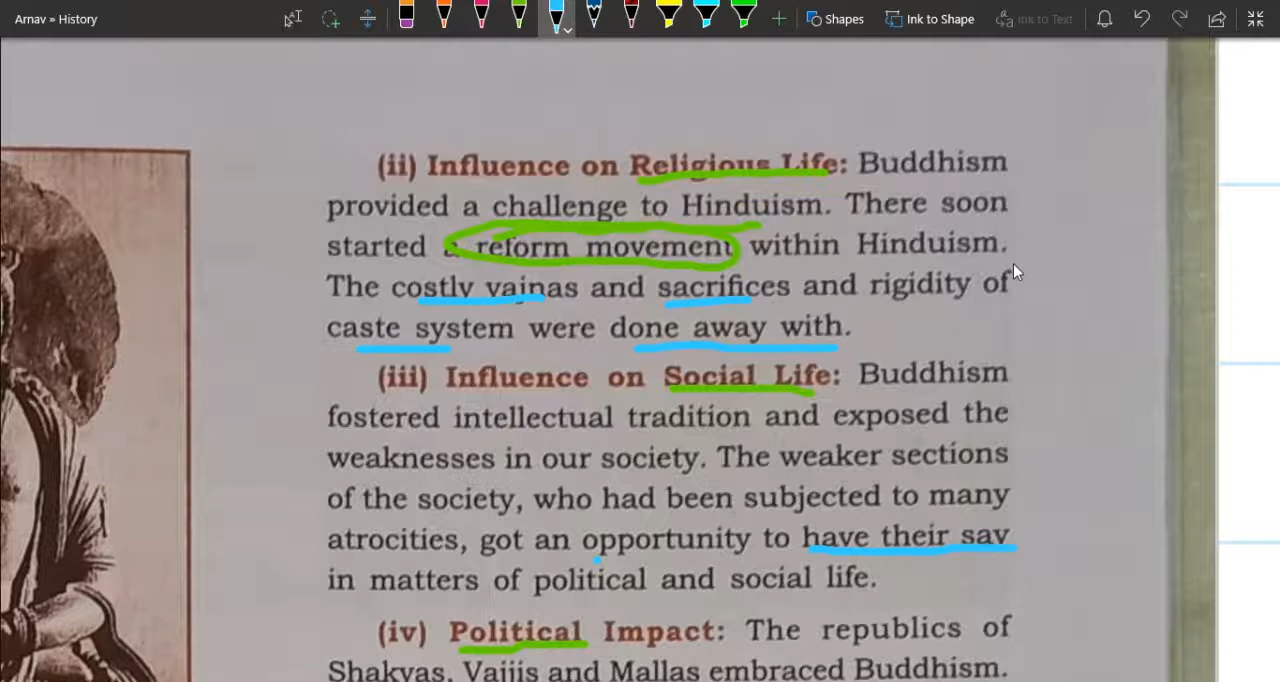 Arnav » History
Shapes
Ink to Shape
Ink to Text
(ii) Influence on Religious Life: Buddhism
provided a challenge to Hinduism. There soon
started a reform movement within Hinduism.
The costly yajnas and sacrifices and rigidity of
caste system were done away with.
(iii) Influence on Social Life: Buddhism
fostered intellectual tradition and exposed the
weaknesses in our society. The weaker sections
of the society, who had been subjected to many
atrocities, got an opportunity to have their say
in matters of political and social life.
(iv) Political Impact: The republics of
Shakyas, Vajjis and Mallas embraced Buddhism.